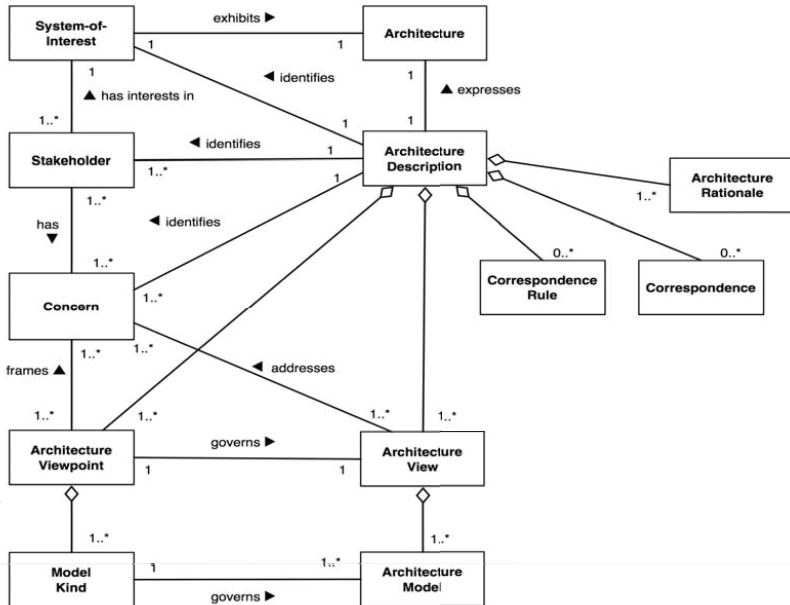 System-of-
Interest
exhibits ▶
1
1
Architecture
1
◀ identifies
1
▲ has interests in
▲ expresses
1..*
1
1
Stakeholder
◀ identifies
1..*
1
Architecture
Description
1..*
1
Architecture
Rationale
1..*
has
▼
◀ identifies
1..*
1..*
0..*
0..*
Concern
Correspondence
Rule
Correspondence
1..*
1..*
frames ▲
◀ addresses
1..*
1..*
1..*
1..*
Architecture
Viewpoint
governs ▶
1
1
Architecture
View
1..*
1..*
Model
Kind
1
1..*
governs ▶
Architecture
Model